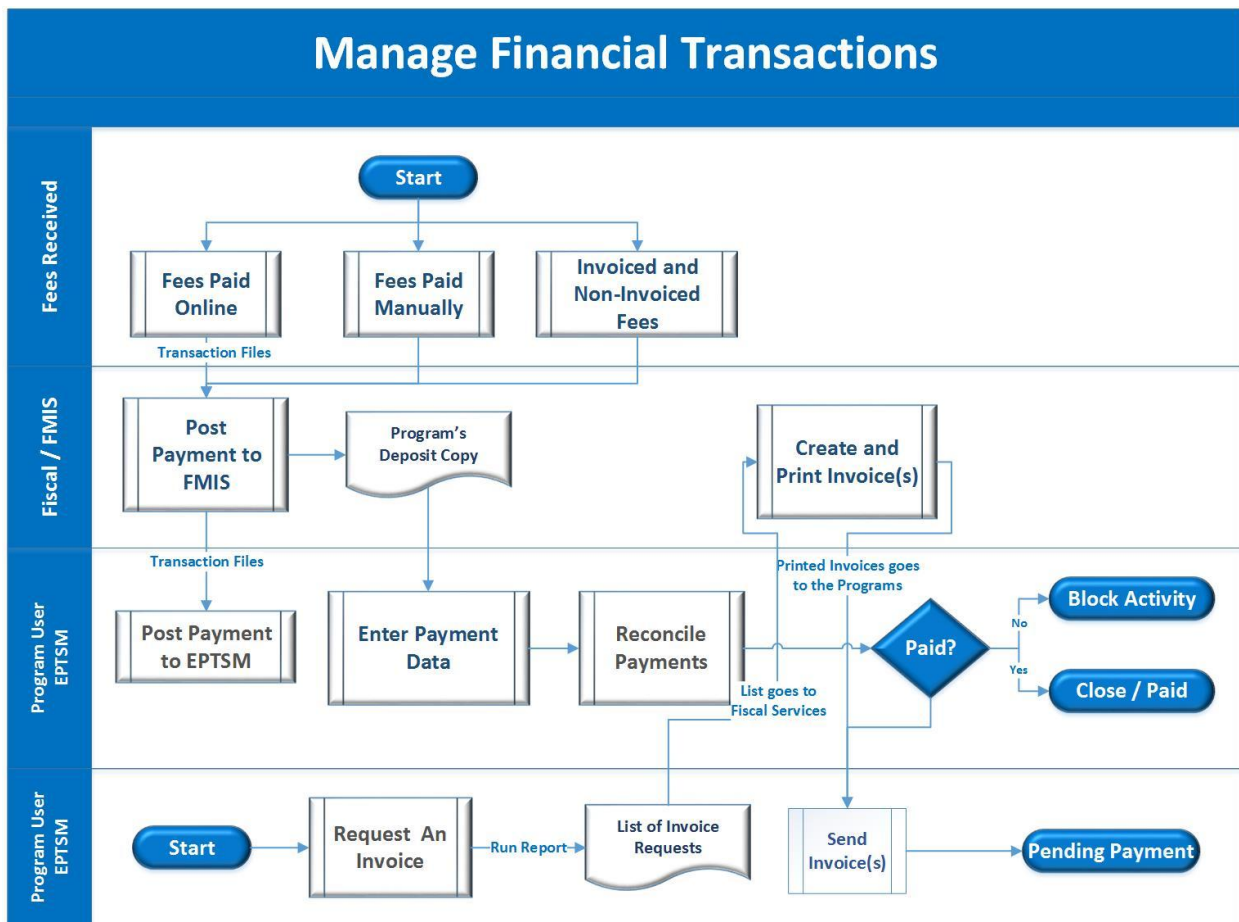 Manage Financial Transactions
Fees Received
Start
Fees Paid
Online
Fees Paid
Manually
Invoiced and
Non-Invoiced
Fees
Transaction Files
Fiscal / FMIS
Post
Payment to
FMIS
Program's
Deposit Copy
Create and
Print Invoice(s)
Transaction Files
Printed Invoices goes
to the Programs
Program User
EPTSM
Post Payment
to EPTSM
Enter Payment
Data
Reconcile
Payments
List goes to
Fiscal Services
Paid?
No
Block Activity
Yes
Close / Paid
Program User
EPTSM
Start
Request An
Invoice
Run Report
List of Invoice
Requests
Send
Invoice(s)
Pending Payment